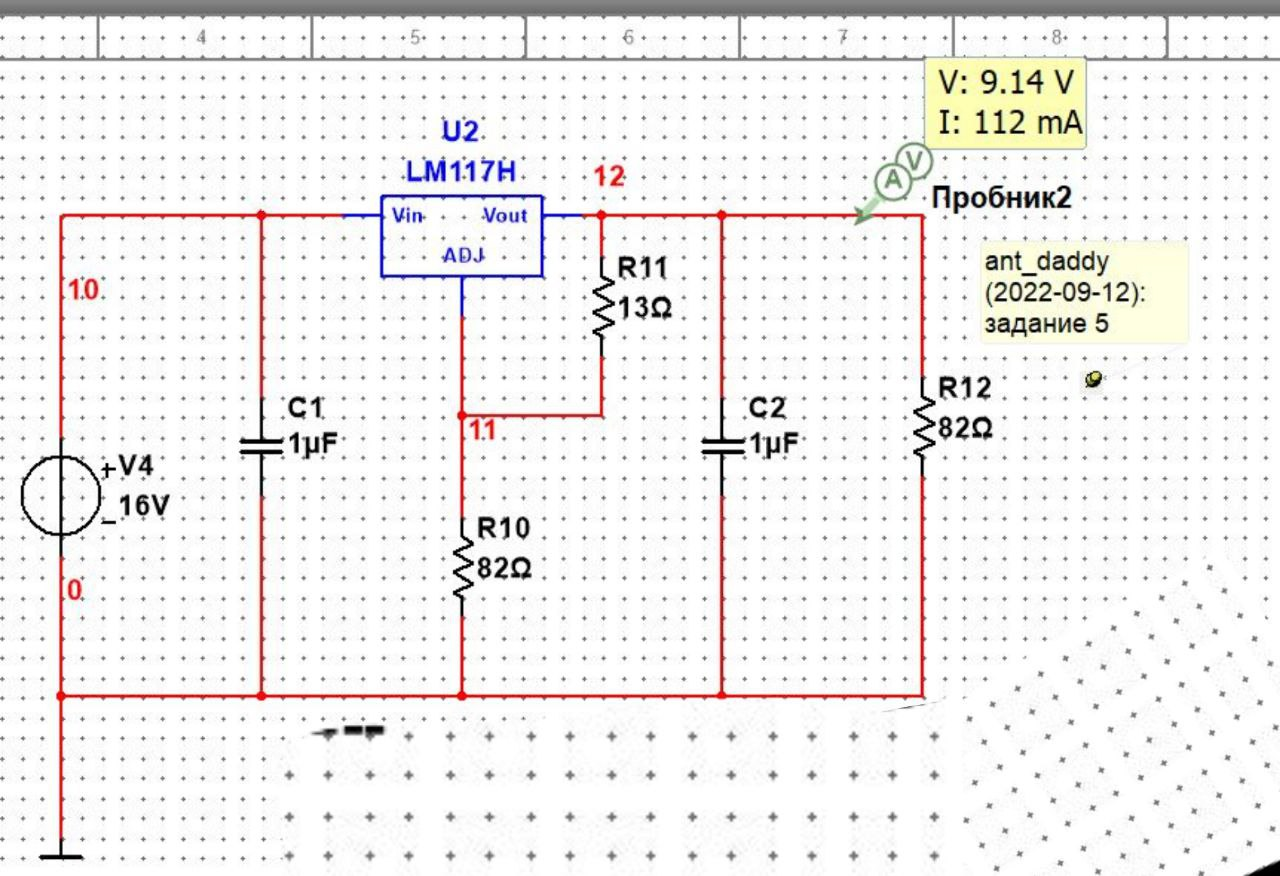 4 5 6 7 8
V: 9.14 V
I: 112 mA
U2
LM117H
12
V
A
Пробник2
Vin Vout
ADJ
ant_daddy
(2022-09-12):
задание 5
R11
13Ω
10
R12
82Ω
C1
1µF
11
C2
1µF
+V4
_16V
R10
82Ω
0